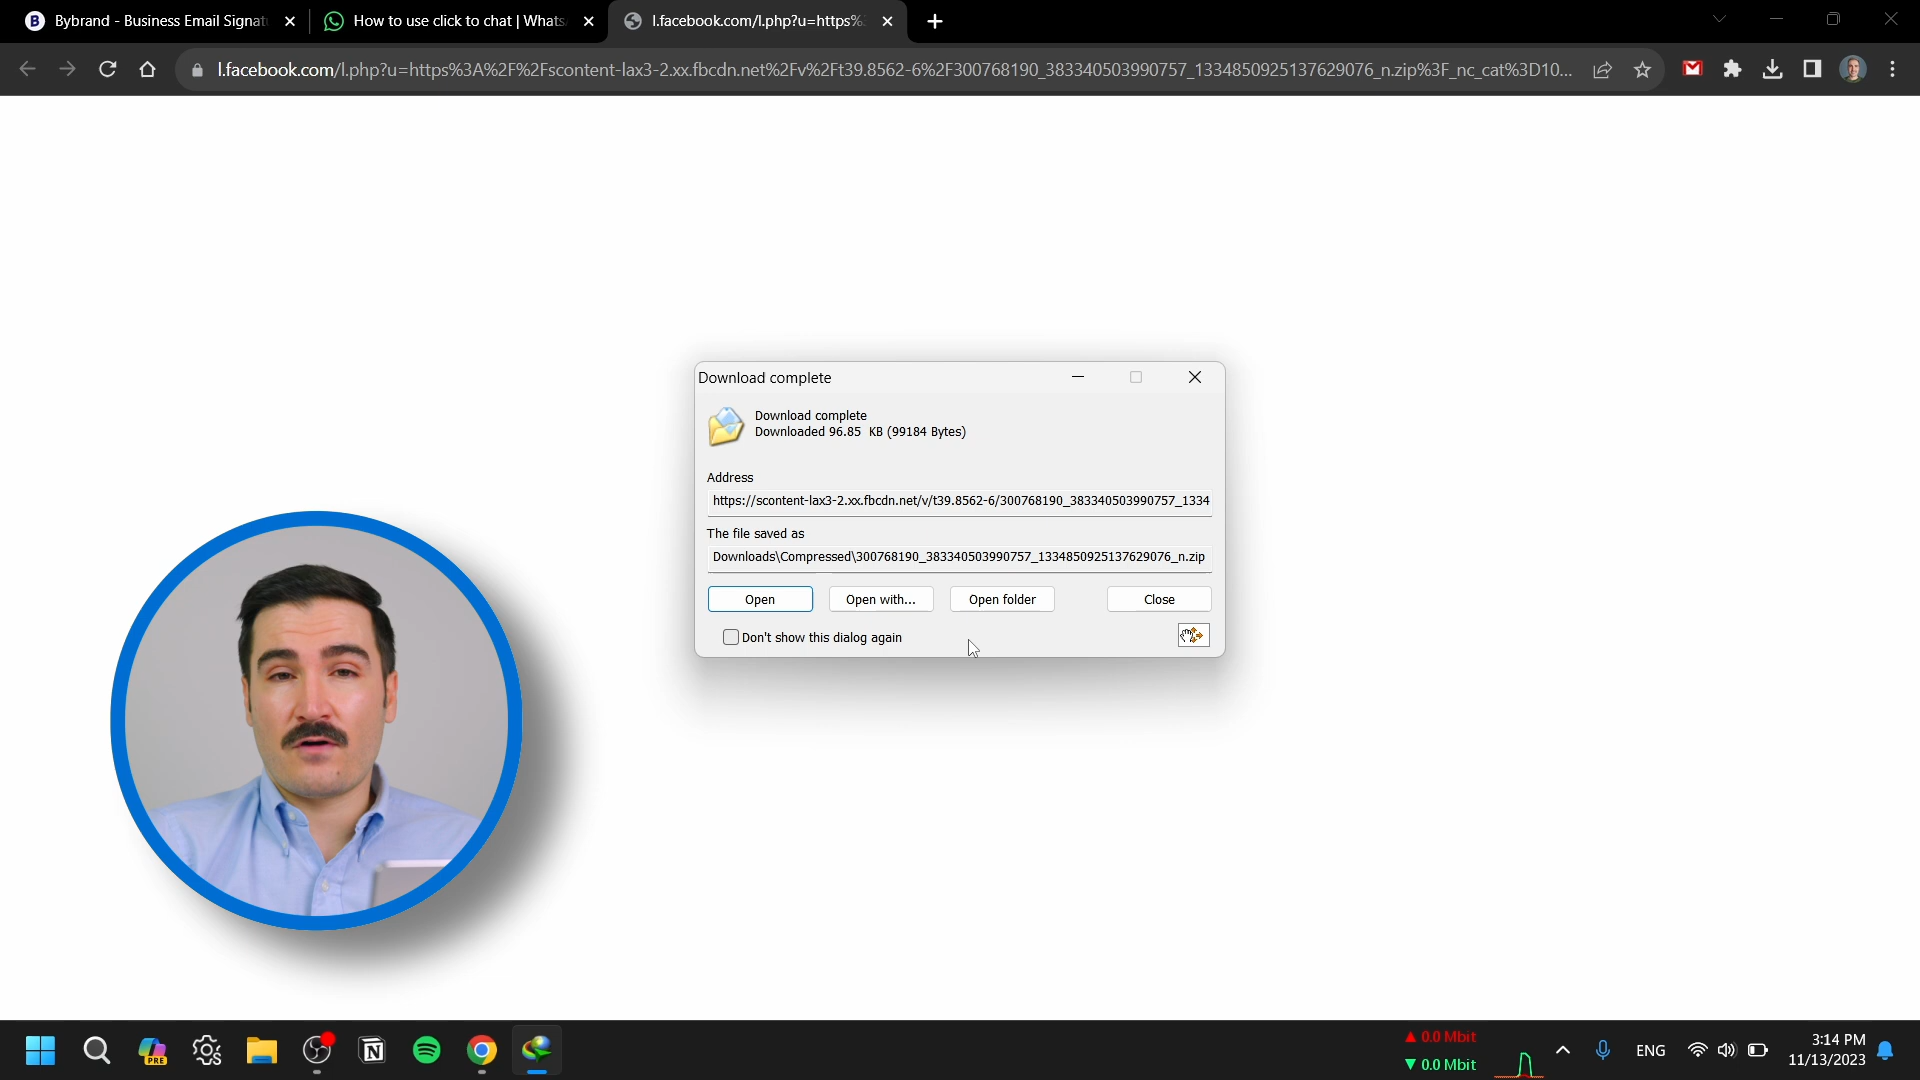 Bybrand - Business Email Signat
How to use click to chat | Whats
l.facebook.com/l.php?u=https%
l.facebook.com/l.php?u=https%3A%2F%2Fscontent-lax3-2.xx.fbcdn.net%2Fv%2Ft39.8562-6%2F300768190_383340503990757_1334850925137629076_n.zip%3F_nc_cat%3D10...
Download complete
Download complete
Downloaded 96.85 KB (99184 Bytes)
Address
https://scontent-lax3-2.xx.fbcdn.net/v/t39.8562-6/300768190_383340503990757_1334
The file saved as
Downloads\Compressed\300768190_383340503990757_1334850925137629076_n.zip
Open
Open with...
Open folder
Close
Don't show this dialog again
PRE
0.0 Mbit
0.0 Mbit
ENG
3:14 PM
11/13/2023